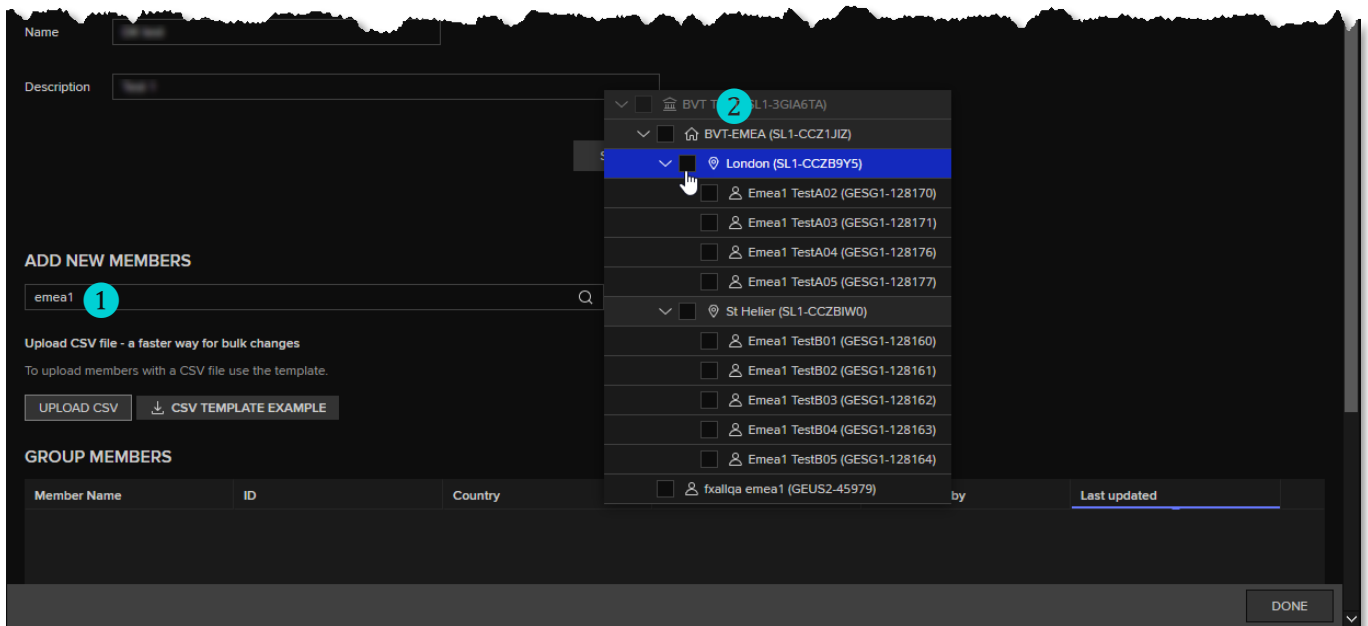 Name
Description
BVT T
2
SL1-3GIA6TA)
BVT-EMEA (SL1-CCZ1JIZ)
S
London (SL1-CCZB9Y5)
Emea1 TestA02 (GESG1-128170)
Emea1 TestA03 (GESG1-128171)
ADD NEW MEMBERS
Emea1 TestA04 (GESG1-128176)
Emea1 TestA05 (GESG1-128177)
emea1
1
St Helier (SL1-CCZBIW0)
Upload CSV file - a faster way for bulk changes
Emea1 TestB01 (GESG1-128160)
To upload members with a CSV file use the template.
Emea1 TestB02 (GESG1-128161)
UPLOAD CSV
CSV TEMPLATE EXAMPLE
Emea1 TestB03 (GESG1-128162)
Emea1 TestB04 (GESG1-128163)
GROUP MEMBERS
Emea1 TestB05 (GESG1-128164)
fxallqa emea1 (GEUS2-45979)
Member Name
ID
Country
by
Last updated
DONE